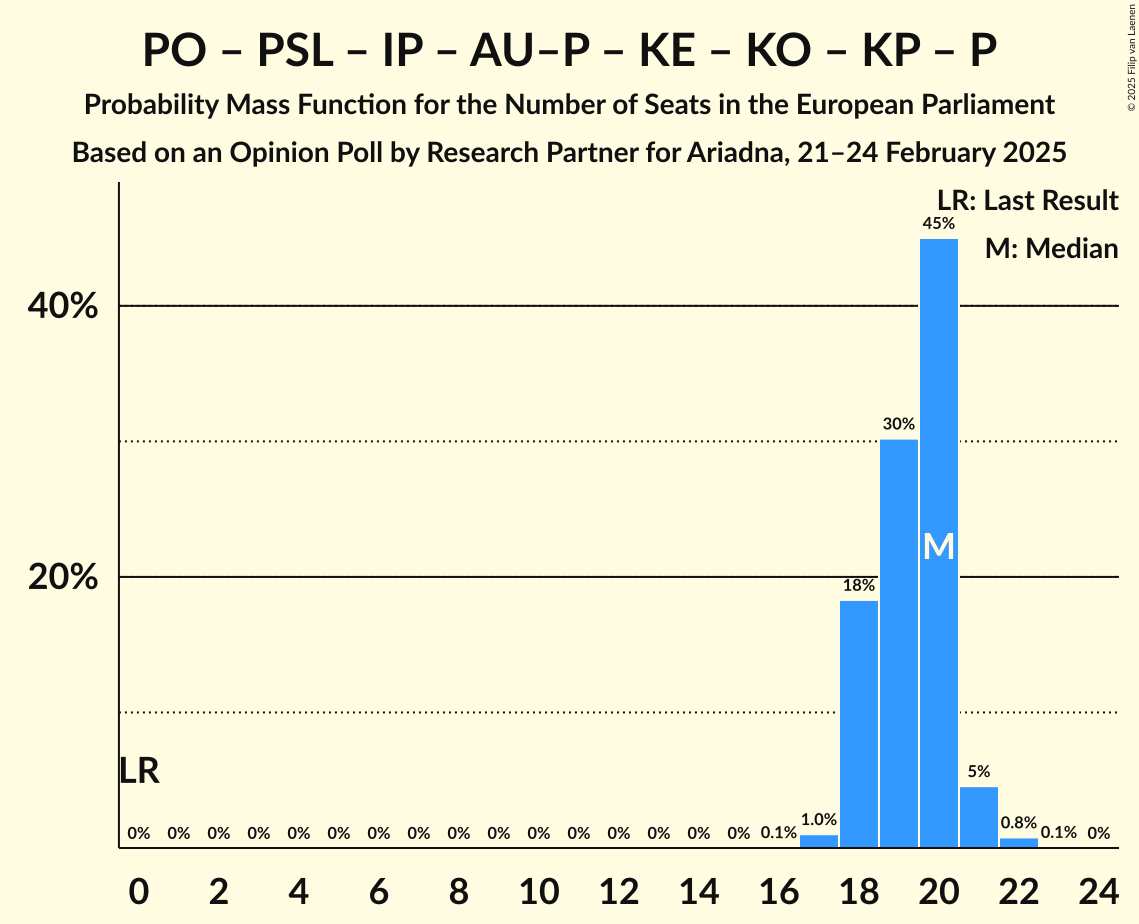 PO – PSL – IP – AU–P – KE – KO – KP – P
Probability Mass Function for the Number of Seats in the European Parliament
Based on an Opinion Poll by Research Partner for Ariadna, 21–24 February 2025
© 2025 Filip van Laenen
LR: Last Result
M: Median
45%
40%
30%
M
20%
18%
LR
5%
0% 0% 0% 0% 0% 0% 0% 0% 0% 0% 0% 0% 0% 0% 0% 0% 0.1% 1.0% 0.8% 0.1% 0%
0 2 4 6 8 10 12 14 16 18 20 22 24